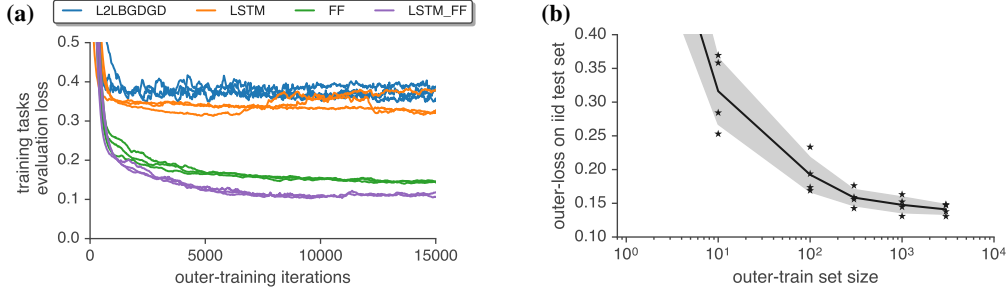 (a)
L2LBGDGD LSTM FF LSTM_FF
training tasks
evaluation loss
0.5
0.4
0.3
0.2
0.1
0.0
0 5000 10000 15000
outer-training iterations
(b)
outer-loss on iid test set
0.40
0.35
0.30
0.25
0.20
0.15
0.10
10⁰ 10¹ 10² 10³ 10⁴
outer-train set size